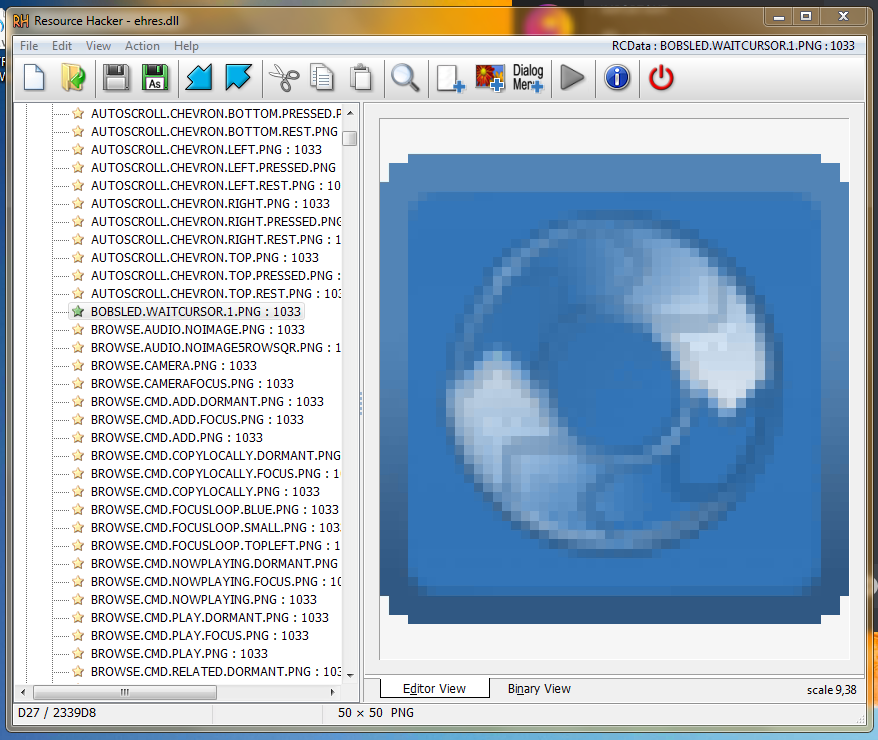 Resource Hacker - ehres.dll
File Edit View Action Help RCData : BOBSLED.WAITCURSOR.1.PNG : 1033
As
Dialog
Men
AUTOSCROLL.CHEVRON.BOTTOM.PRESSED.P
AUTOSCROLL.CHEVRON.BOTTOM.REST.PNG
AUTOSCROLL.CHEVRON.LEFT.PNG : 1033
AUTOSCROLL.CHEVRON.LEFT.PRESSED.PNG
AUTOSCROLL.CHEVRON.LEFT.REST.PNG : 10
AUTOSCROLL.CHEVRON.RIGHT.PNG : 1033
AUTOSCROLL.CHEVRON.RIGHT.PRESSED.PNG
AUTOSCROLL.CHEVRON.RIGHT.REST.PNG : 1
AUTOSCROLL.CHEVRON.TOP.PNG : 1033
AUTOSCROLL.CHEVRON.TOP.PRESSED.PNG :
AUTOSCROLL.CHEVRON.TOP.REST.PNG : 103
BOBSLED.WAITCURSOR.1.PNG : 1033
BROWSE.AUDIO.NOIMAGE.PNG : 1033
BROWSE.AUDIO.NOIMAGE5ROWSQR.PNG : 1
BROWSE.CAMERA.PNG : 1033
BROWSE.CAMERAFOCUS.PNG : 1033
BROWSE.CMD.ADD.DORMANT.PNG : 1033
BROWSE.CMD.ADD.FOCUS.PNG : 1033
BROWSE.CMD.ADD.PNG : 1033
BROWSE.CMD.COPYLOCALLY.DORMANT.PNG
BROWSE.CMD.COPYLOCALLY.FOCUS.PNG : 1
BROWSE.CMD.COPYLOCALLY.PNG : 1033
BROWSE.CMD.FOCUSLOOP.BLUE.PNG : 1033
BROWSE.CMD.FOCUSLOOP.SMALL.PNG : 103
BROWSE.CMD.FOCUSLOOP.TOPLEFT.PNG : 1
BROWSE.CMD.NOWPLAYING.DORMANT.PNG
BROWSE.CMD.NOWPLAYING.FOCUS.PNG : 10
BROWSE.CMD.NOWPLAYING.PNG : 1033
BROWSE.CMD.PLAY.DORMANT.PNG : 1033
BROWSE.CMD.PLAY.FOCUS.PNG : 1033
BROWSE.CMD.PLAY.PNG : 1033
BROWSE.CMD.RELATED.DORMANT.PNG : 103
Editor View Binary View scale 9,38
D27 / 2339D8 50 × 50 PNG